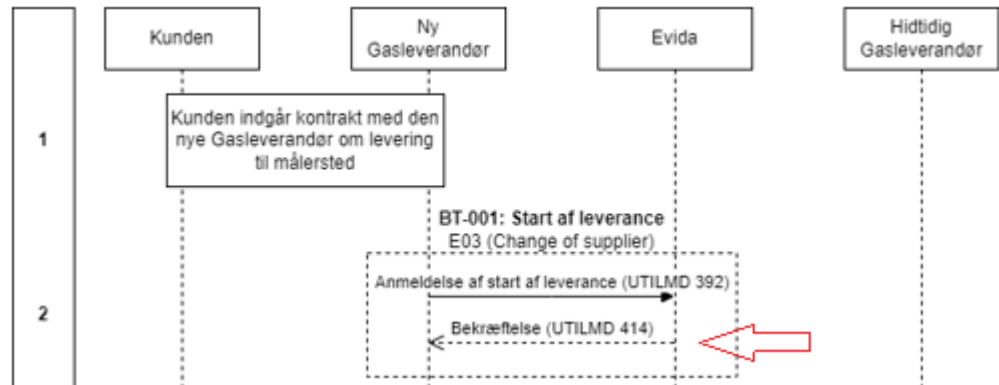 Kunden
Ny
Gasleverandør
Evida
Hidtidig
Gasleverandør
1
Kunden indgår kontrakt med den
nye Gasleverandør om levering
til målersted
BT-001: Start af leverance
E03 (Change of supplier)
Anmeldelse af start af leverance (UTILMD 392)
2
Bekræftelse (UTILMD 414)